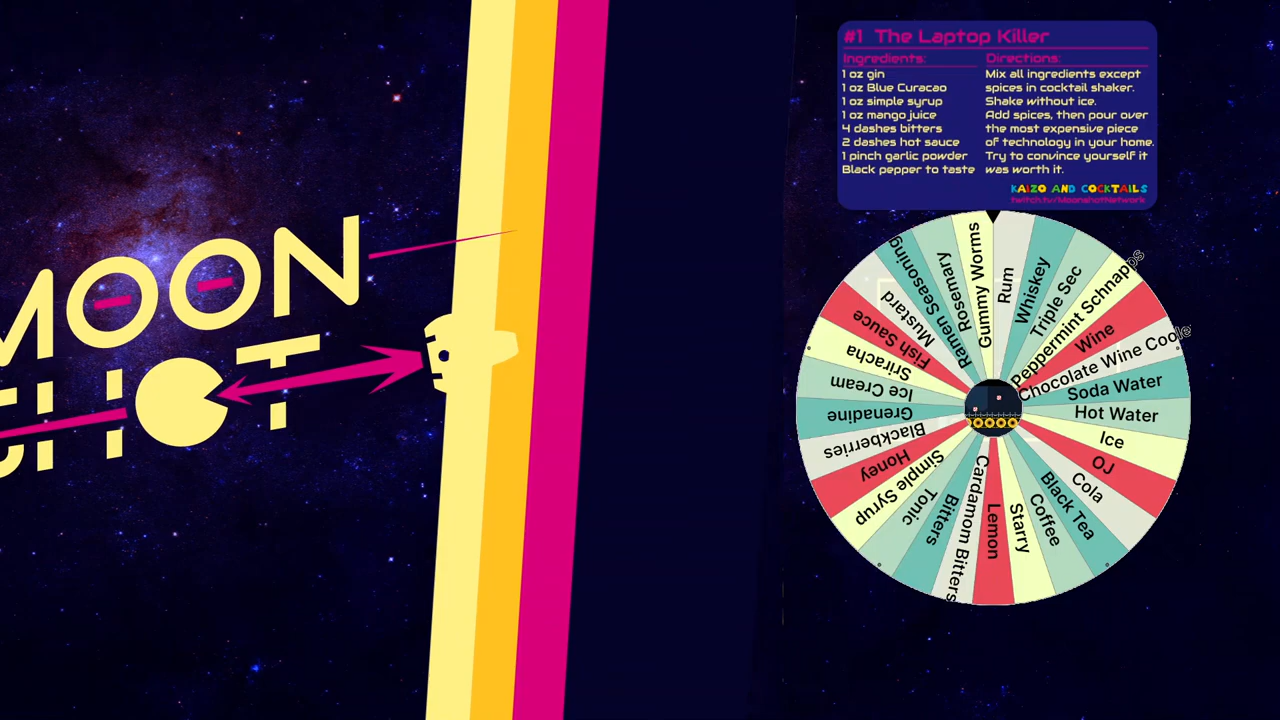 MOON
SHOT
#1 The Laptop Killer
Ingredients:
1 oz gin
1 oz Blue Curacao
1 oz simple syrup
1 oz mango juice
4 dashes bitters
2 dashes hot sauce
1 pinch garlic powder
Black pepper to taste
Directions:
Mix all ingredients except
spices in cocktail shaker.
Shake without ice.
Add spices, then pour over
the most expensive piece
of technology in your home.
Try to convince yourself it
was worth it.
KAIZO AND COCKTAILS
twitch.tv/MoonshotNetwork
Rum
Whiskey
Triple Sec
Peppermint Schnapps
Wine
Chocolate Wine Cooler
Soda Water
Hot Water
Ice
OJ
Cola
Black Tea
Coffee
Starry
Lemon
Cardamom Bitters
Bitters
Tonic
Simple Syrup
Honey
Blackberries
Grenadine
Ice Cream
Sriracha
Fish Sauce
Mustard
Ramen Seasoning
Rosemary
Gummy Worms